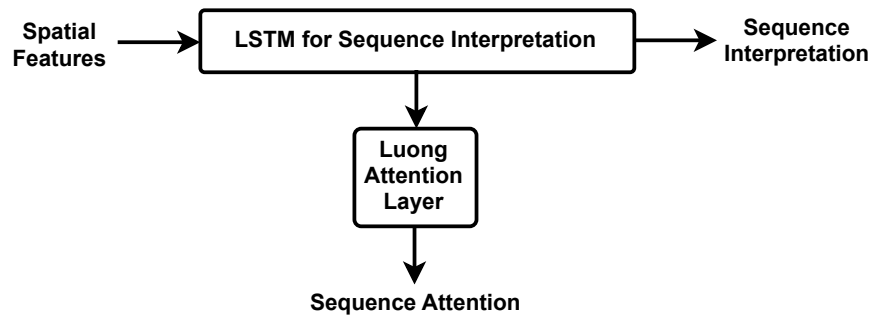 Spatial
Features
LSTM for Sequence Interpretation
Sequence
Interpretation
Luong
Attention
Layer
Sequence Attention